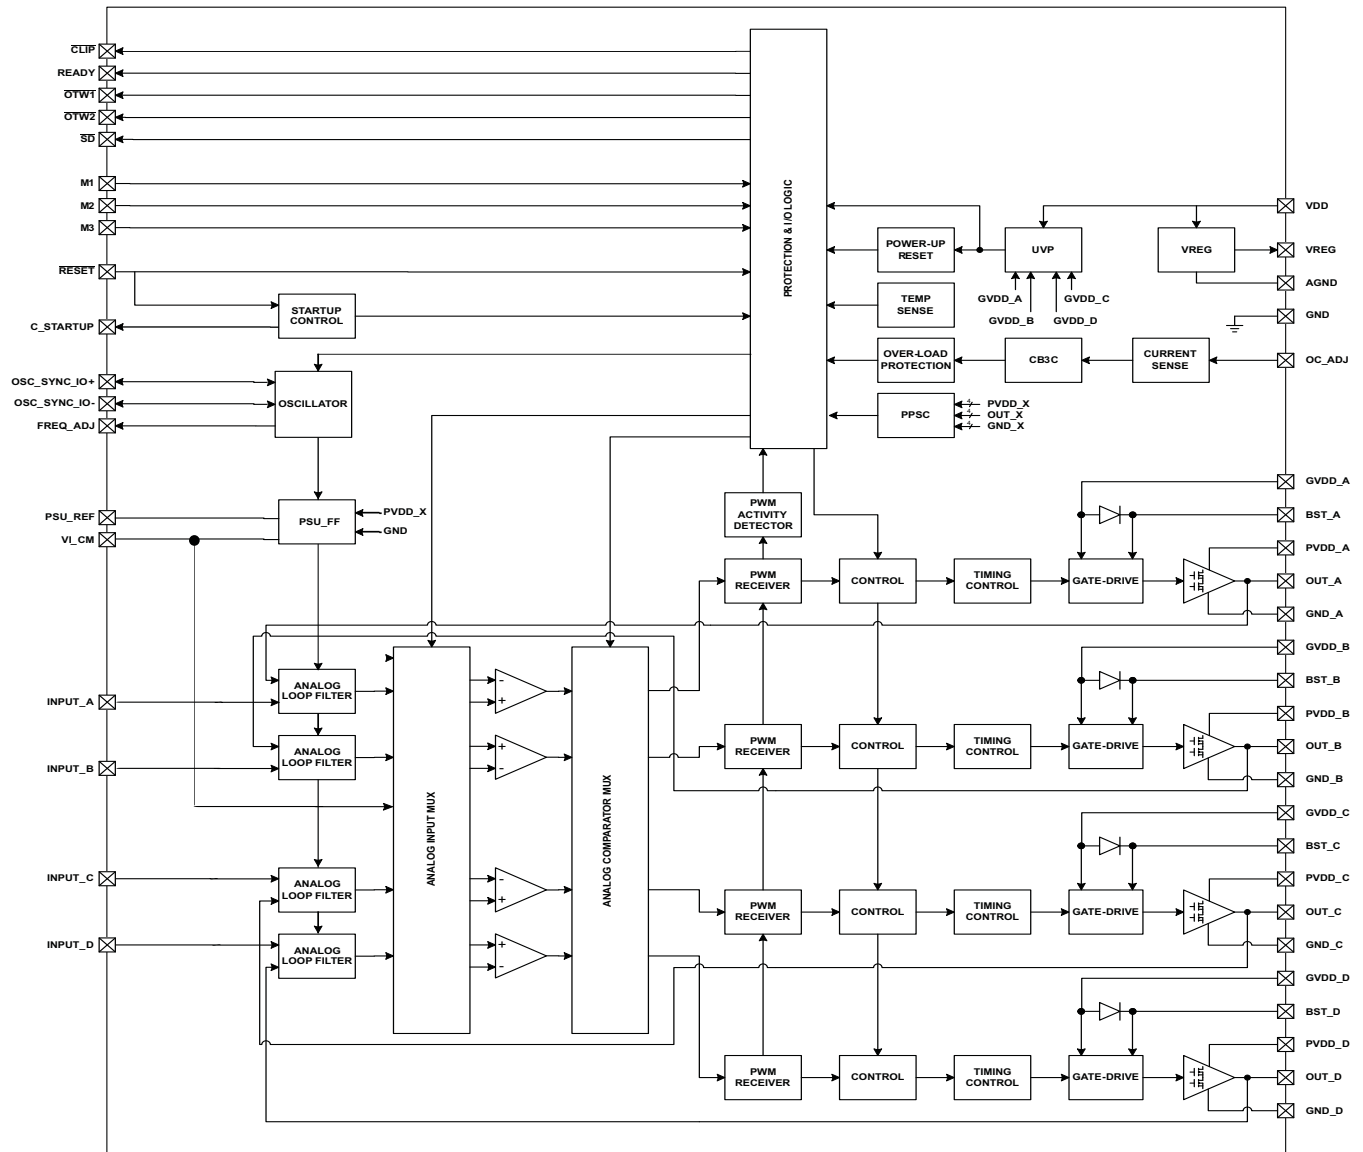 CLIP
READY
OTW1
OTW2
SD
M1
M2
M3
RESET
C_STARTUP
OSC_SYNC_IO+
OSC_SYNC_IO-
FREQ_ADJ
PSU_REF
VI_CM
INPUT_A
INPUT_B
INPUT_C
INPUT_D
STARTUP
CONTROL
OSCILLATOR
PSU_FF
PVDD_X
GND
ANALOG
LOOP FILTER
ANALOG
LOOP FILTER
ANALOG
LOOP FILTER
ANALOG
LOOP FILTER
ANALOG INPUT MUX
-
+
+
-
-
+
+
-
ANALOG COMPARATOR MUX
PROTECTION & I/O LOGIC
POWER-UP
RESET
UVP
VREG
GVDD_A
GVDD_C
GVDD_B
GVDD_D
TEMP
SENSE
OVER-LOAD
PROTECTION
CB3C
CURRENT
SENSE
PPSC
4
PVDD_X
OUT_X
4
GND_X
PWM
ACTIVITY
DETECTOR
PWM
RECEIVER
CONTROL
TIMING
CONTROL
GATE-DRIVE
PWM
RECEIVER
CONTROL
TIMING
CONTROL
GATE-DRIVE
PWM
RECEIVER
CONTROL
TIMING
CONTROL
GATE-DRIVE
PWM
RECEIVER
CONTROL
TIMING
CONTROL
GATE-DRIVE
VDD
VREG
AGND
GND
OC_ADJ
GVDD_A
BST_A
PVDD_A
OUT_A
GND_A
GVDD_B
BST_B
PVDD_B
OUT_B
GND_B
GVDD_C
BST_C
PVDD_C
OUT_C
GND_C
GVDD_D
BST_D
PVDD_D
OUT_D
GND_D